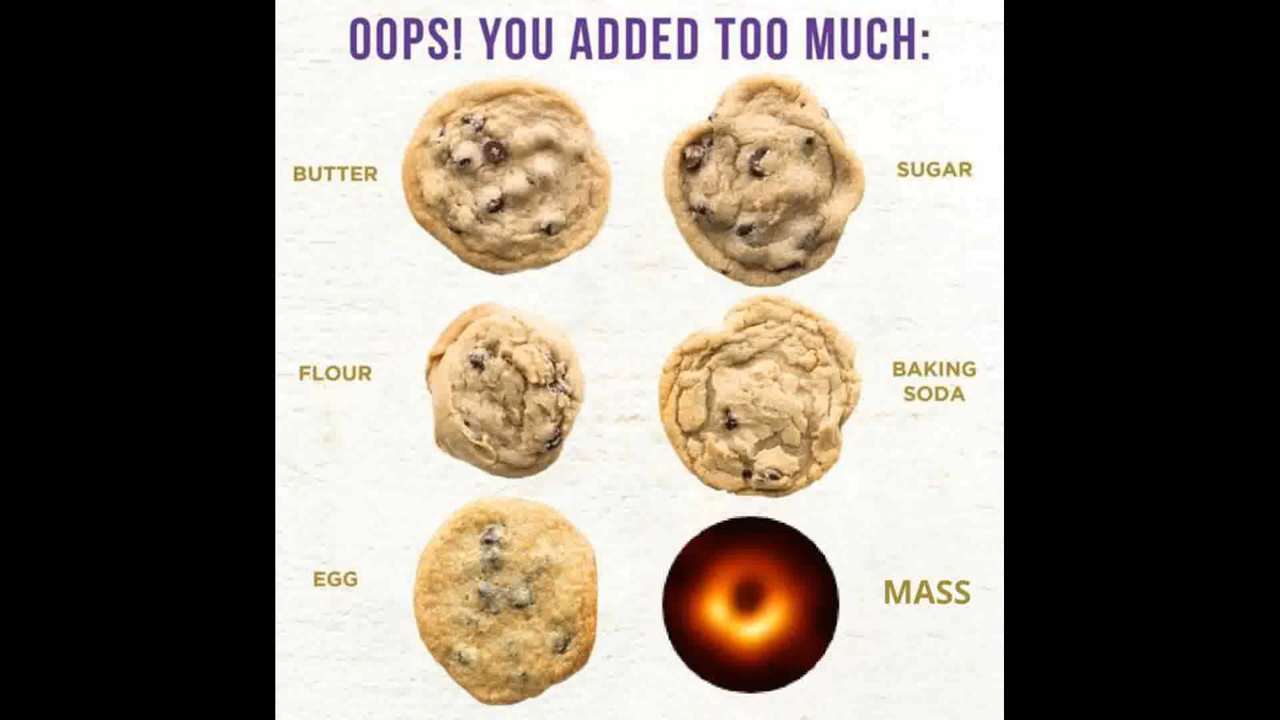 OOPS! YOU ADDED TOO MUCH:
BUTTER
SUGAR
FLOUR
BAKING
SODA
EGG
MASS